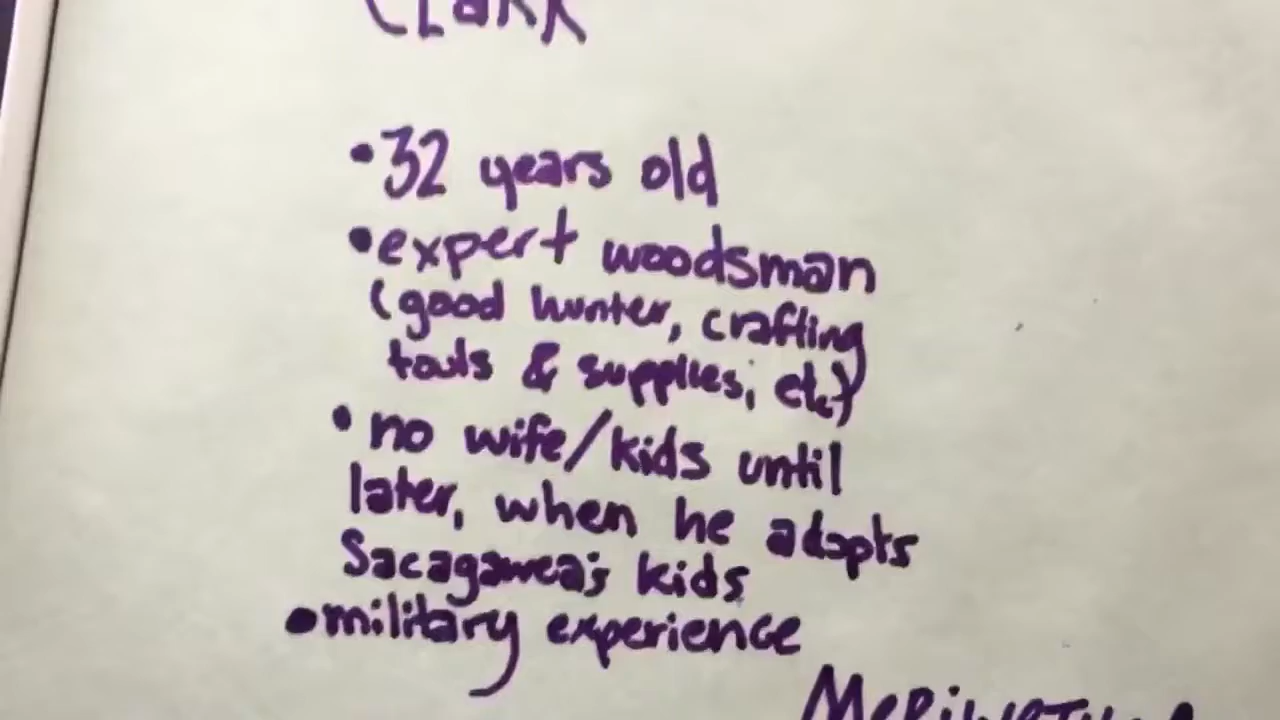 CLARK
•32 years old
•expert woodsman
(good hunter, crafting
tools & supplies, etc)
•no wife/kids until
later, when he adopts
Sacagawea's kids
•military experience